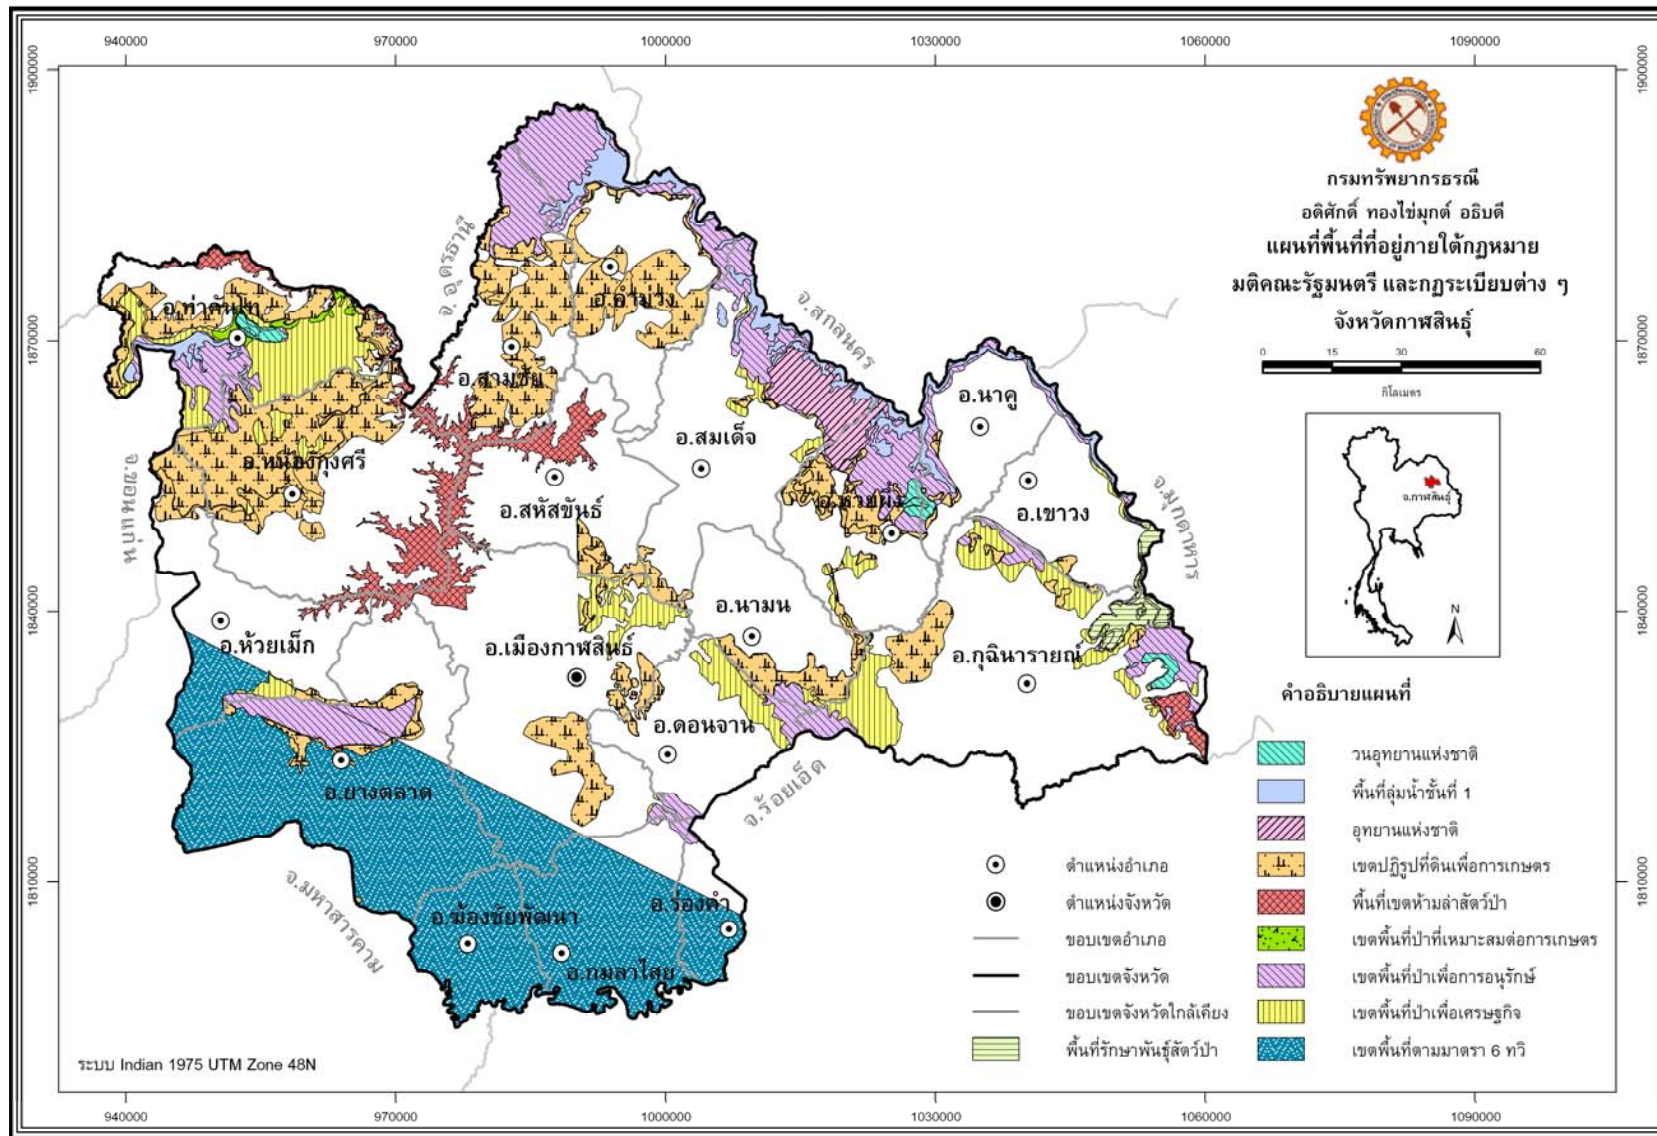 940000 970000 1000000 1030000 1060000 1090000
1900000
1870000
1840000
1810000
1900000
1870000
1840000
1810000
กรมทรัพยากรธรณี
อดิศักดิ์ ทองไข่มุกต์ อธิบดี
แผนที่พื้นที่ที่อยู่ภายใต้กฎหมาย
มติคณะรัฐมนตรี และกฎระเบียบต่าง ๆ
จังหวัดกาฬสินธุ์
0 15 30 60
กิโลเมตร
จ.กาฬสินธุ์
N
จ.อุดรธานี
จ.สกลนคร
จ.มุกดาหาร
จ.ขอนแก่น
จ.ร้อยเอ็ด
จ.มหาสารคาม
อ.ท่าคันโท
อ.คำม่วง
อ.สามชัย
อ.นาคู
อ.สมเด็จ
อ.หนองกุงศรี
อ.สหัสขันธ์
อ.ห้วยผึ้ง
อ.เขาวง
อ.นามน
อ.ห้วยเม็ก
อ.เมืองกาฬสินธุ์
อ.กุฉินารายณ์
อ.ดอนจาน
อ.ยางตลาด
อ.ฆ้องชัยพัฒนา
อ.ร่องคำ
อ.กมลาไสย
คำอธิบายแผนที่
วนอุทยานแห่งชาติ
พื้นที่ลุ่มน้ำชั้นที่ 1
อุทยานแห่งชาติ
เขตปฏิรูปที่ดินเพื่อการเกษตร
พื้นที่เขตห้ามล่าสัตว์ป่า
เขตพื้นที่ป่าที่เหมาะสมต่อการเกษตร
เขตพื้นที่ป่าเพื่อการอนุรักษ์
เขตพื้นที่ป่าเพื่อเศรษฐกิจ
เขตพื้นที่ตามมาตรา 6 ทวิ
ตำแหน่งอำเภอ
ตำแหน่งจังหวัด
ขอบเขตอำเภอ
ขอบเขตจังหวัด
ขอบเขตจังหวัดใกล้เคียง
พื้นที่รักษาพันธุ์สัตว์ป่า
ระบบ Indian 1975 UTM Zone 48N
940000 970000 1000000 1030000 1060000 1090000